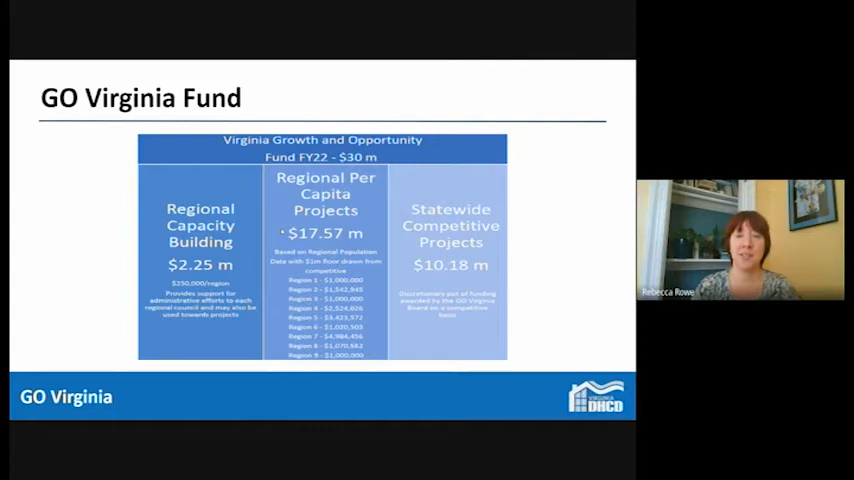 GO Virginia Fund
Virginia Growth and Opportunity
Fund FY22 - $30 m
Regional
Capacity
Building
$2.25 m
$250,000/region
Provides support for
administrative efforts to each
regional council and may also be
used towards projects
Regional Per
Capita
Projects
$17.57 m
Based on Regional Population
Data with $1m floor drawn from
competitive
Region 1 - $1,000,000
Region 2 - $1,542,945
Region 3 - $1,000,000
Region 4 - $2,524,026
Region 5 - $3,423,572
Region 6 - $1,020,503
Region 7 - $4,984,456
Region 8 -
Region 9 - $1,000,000
Statewide
Competitive
Projects
$10.18 m
Discretionary pot of funding
awarded by the GO Virginia
Board on a competitive
basis
GO Virginia
VIRGINIA
DHCD
Rebecca Rowe